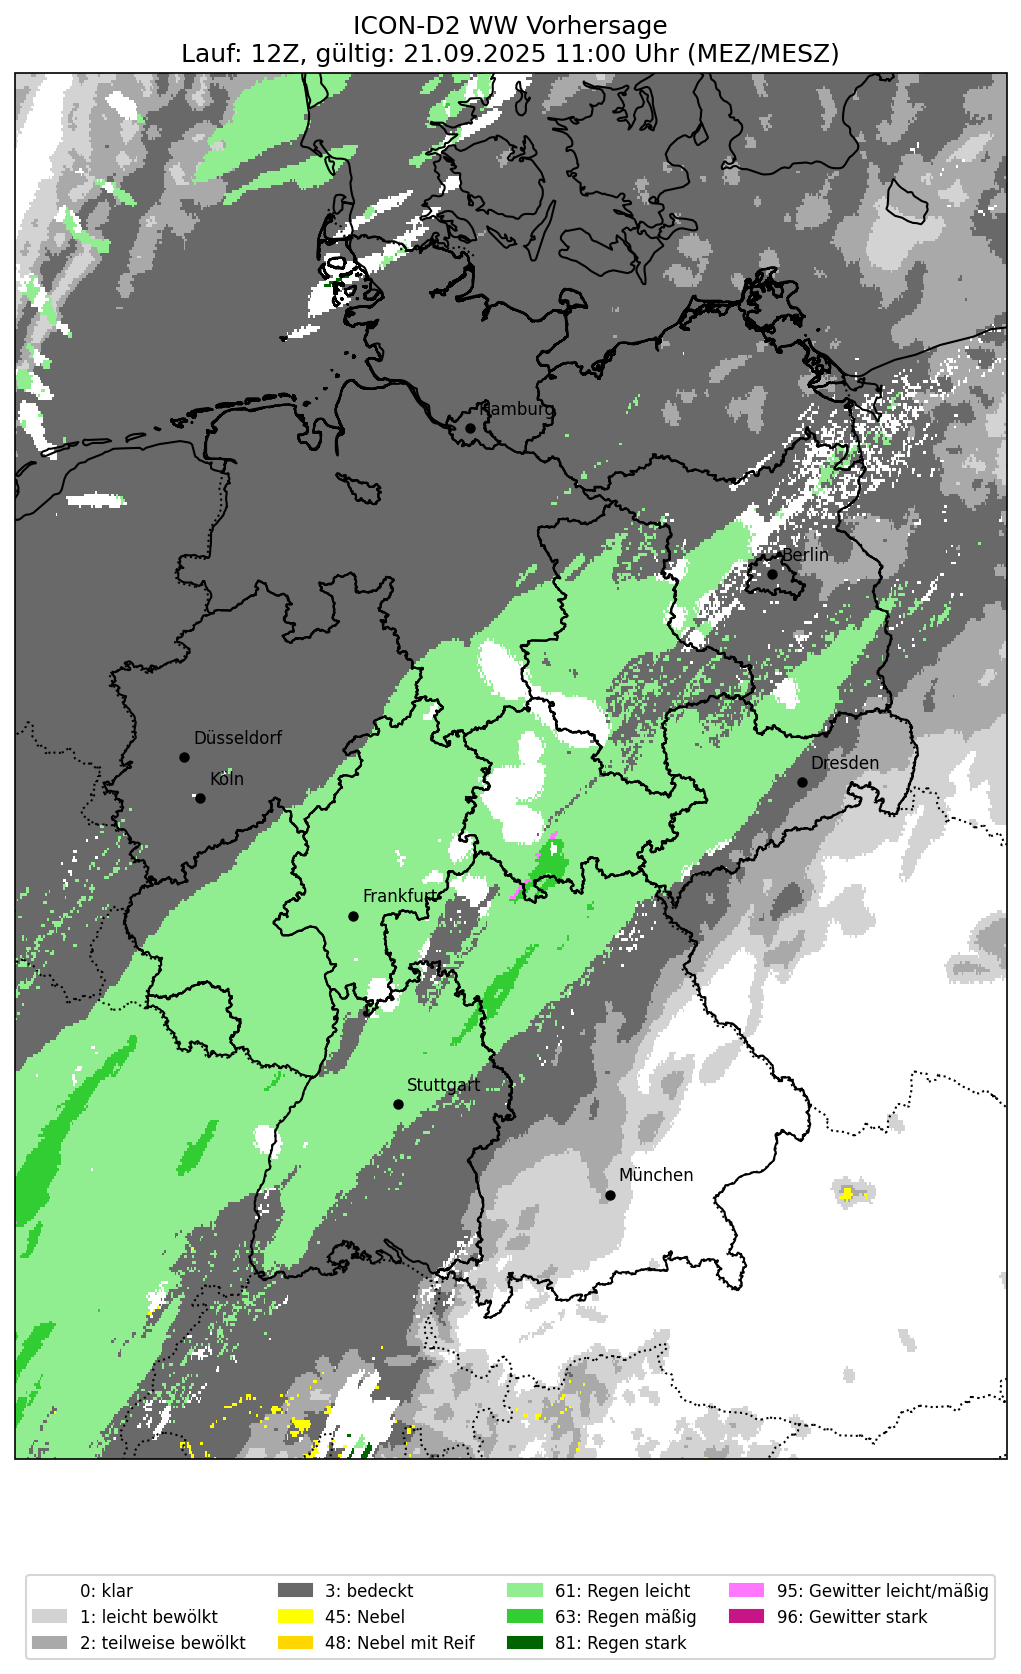 ICON-D2 WW Vorhersage
Lauf: 12Z, gültig: 21.09.2025 11:00 Uhr (MEZ/MESZ)
Hamburg
Berlin
Düsseldorf
Köln
Dresden
Frankfurt
Stuttgart
München
0: klar
1: leicht bewölkt
2: teilweise bewölkt
3: bedeckt
45: Nebel
48: Nebel mit Reif
61: Regen leicht
63: Regen mäßig
81: Regen stark
95: Gewitter leicht/mäßig
96: Gewitter stark